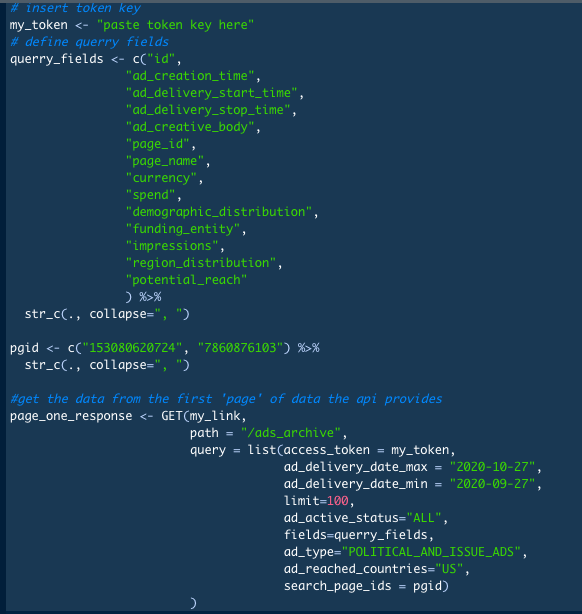 # insert token key
my_token <- "paste token key here"
# define querry fields
querry_fields <- c("id",
"ad_creation_time",
"ad_delivery_start_time",
"ad_delivery_stop_time",
"ad_creative_body",
"page_id",
"page_name",
"currency",
"spend",
"demographic_distribution",
"funding_entity",
"impressions",
"region_distribution",
"potential_reach"
) %>%
str_c(., collapse=", ")
pgid <- c("153080620724", "7860876103") %>%
str_c(., collapse=", ")
#get the data from the first 'page' of data the api provides
page_one_response <- GET(my_link,
path = "/ads_archive",
query = list(access_token = my_token,
ad_delivery_date_max = "2020-10-27",
ad_delivery_date_min = "2020-09-27",
limit=100,
ad_active_status="ALL",
fields=querry_fields,
ad_type="POLITICAL_AND_ISSUE_ADS",
ad_reached_countries="US",
search_page_ids = pgid)
)